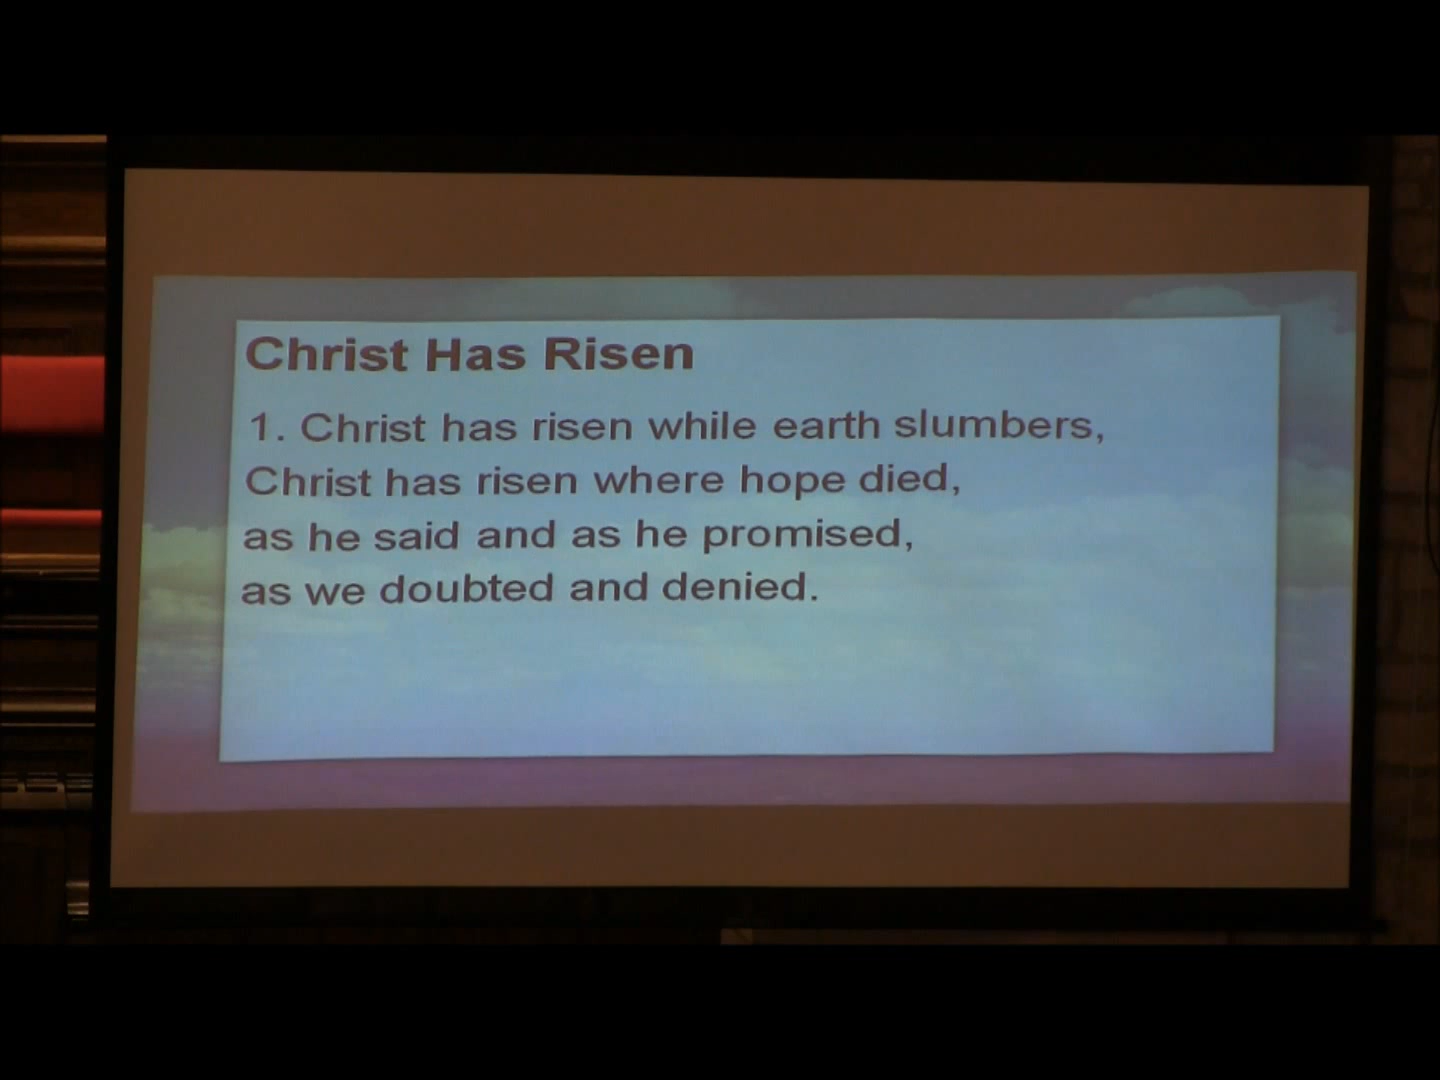 Christ Has Risen
1. Christ has risen while earth slumbers,
Christ has risen where hope died,
as he said and as he promised,
as we doubted and denied.